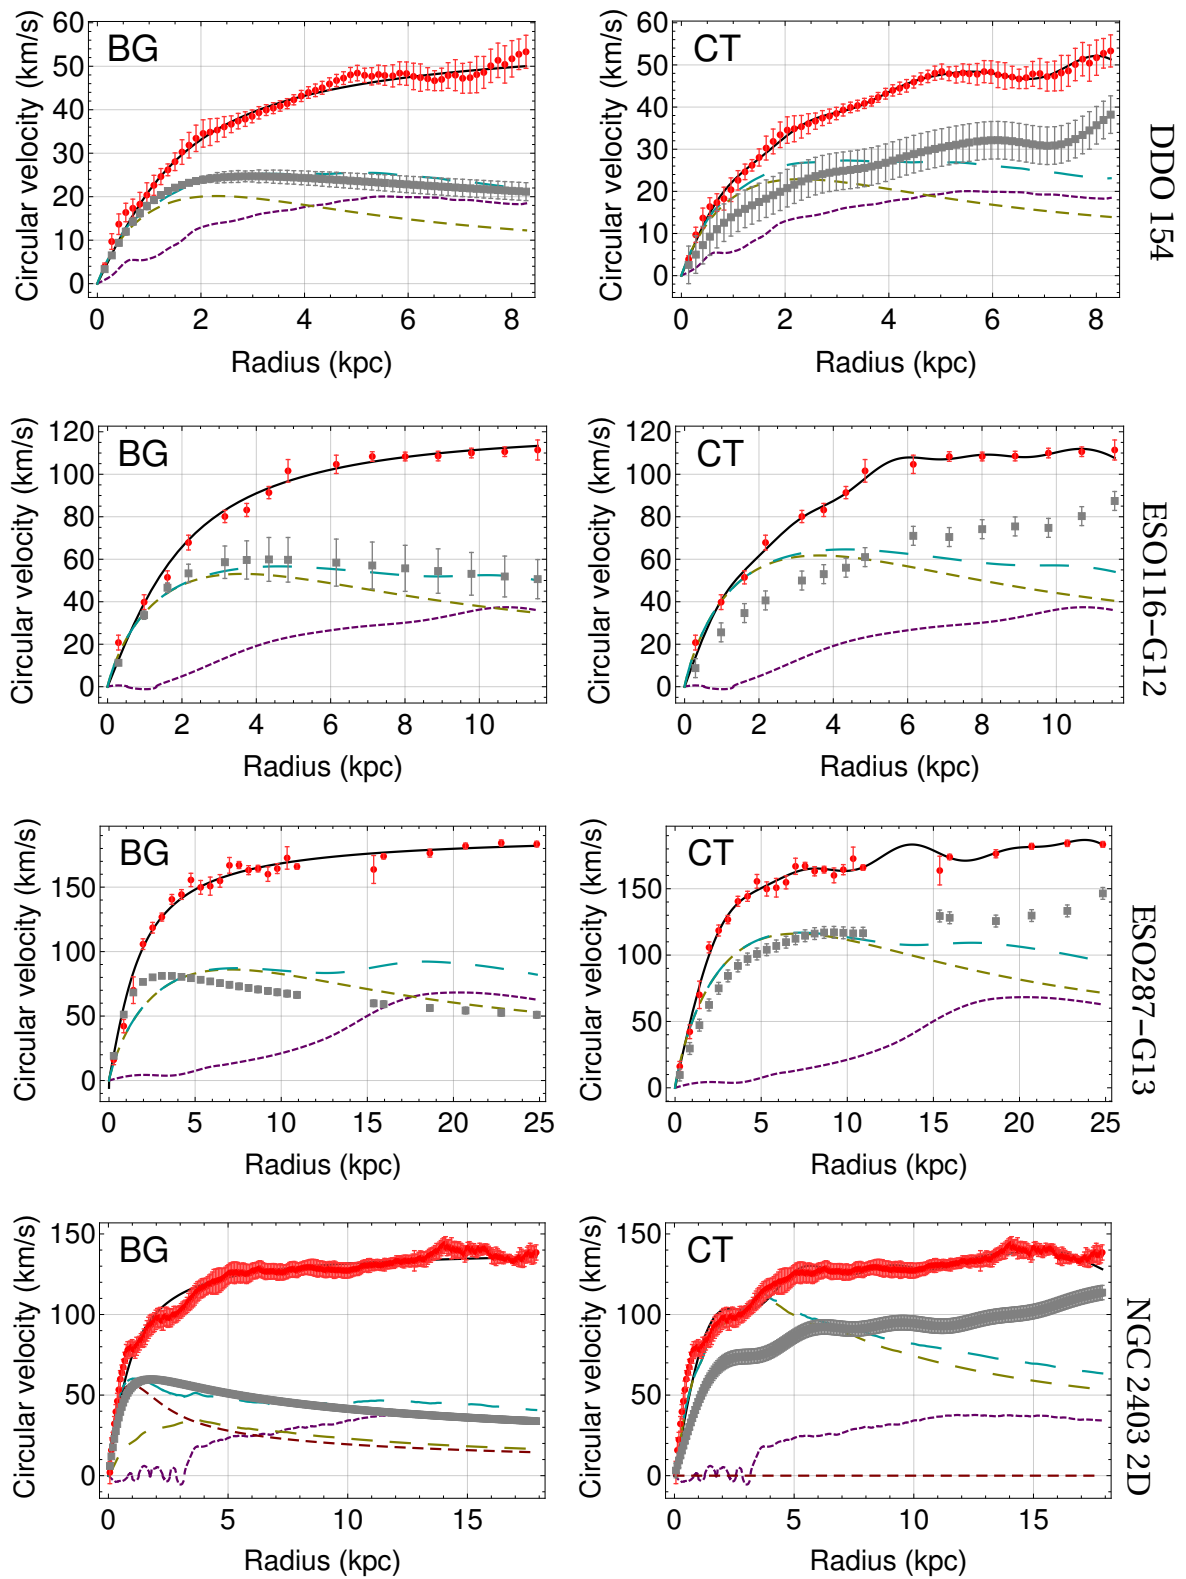 BG
Circular velocity (km/s)
60
50
40
30
20
10
0
0 2 4 6 8
Radius (kpc)
CT
Circular velocity (km/s)
60
50
40
30
20
10
0
0 2 4 6 8
Radius (kpc)
DDO 154
BG
Circular velocity (km/s)
120
100
80
60
40
20
0
0 2 4 6 8 10
Radius (kpc)
CT
Circular velocity (km/s)
120
100
80
60
40
20
0
0 2 4 6 8 10
Radius (kpc)
ESO116−G12
BG
Circular velocity (km/s)
150
100
50
0
0 5 10 15 20 25
Radius (kpc)
CT
Circular velocity (km/s)
150
100
50
0
0 5 10 15 20 25
Radius (kpc)
ESO287−G13
BG
Circular velocity (km/s)
150
100
50
0
0 5 10 15
Radius (kpc)
CT
Circular velocity (km/s)
150
100
50
0
0 5 10 15
Radius (kpc)
NGC 2403 2D